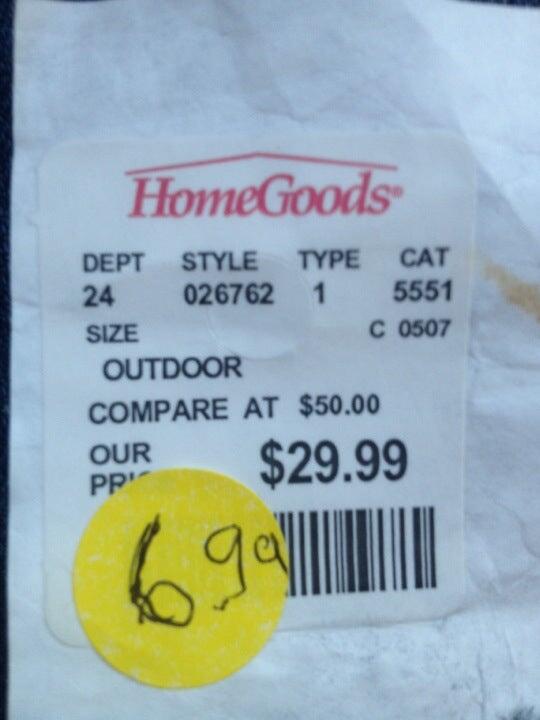 HomeGoods®
DEPT STYLE TYPE CAT
24 026762 1 5551
SIZE C 0507
OUTDOOR
COMPARE AT $50.00
OUR $29.99
6.99